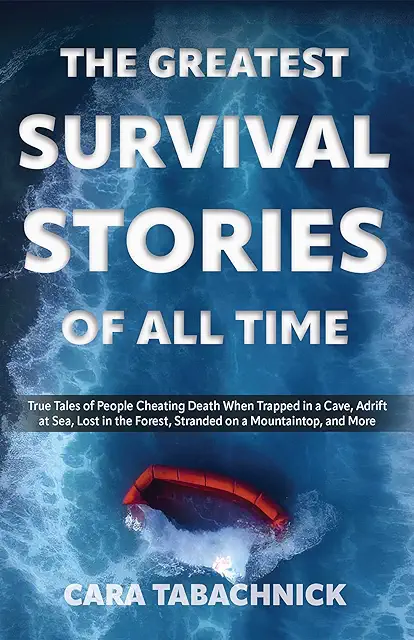 THE GREATEST
SURVIVAL
STORIES
OF ALL TIME
True Tales of People Cheating Death When Trapped in a Cave, Adrift
at Sea, Lost in the Forest, Stranded on a Mountaintop, and More
CARA TABACHNICK